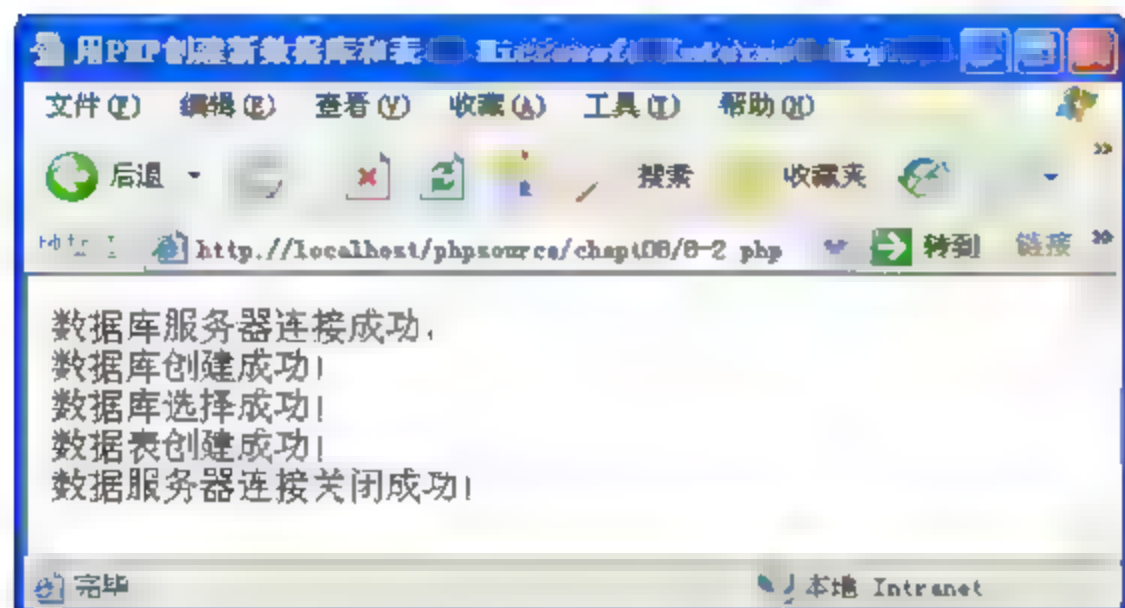 用PHP创建新数据库和表
文件(F) 编辑(E) 查看(V) 收藏(A) 工具(T) 帮助(H)
后退 搜索 收藏夹
http://localhost/phpsource/chapt08/8-2 php 转到 链接
数据库服务器连接成功!
数据库创建成功!
数据库选择成功!
数据表创建成功!
数据服务器连接关闭成功!
完毕 本地 Intranet